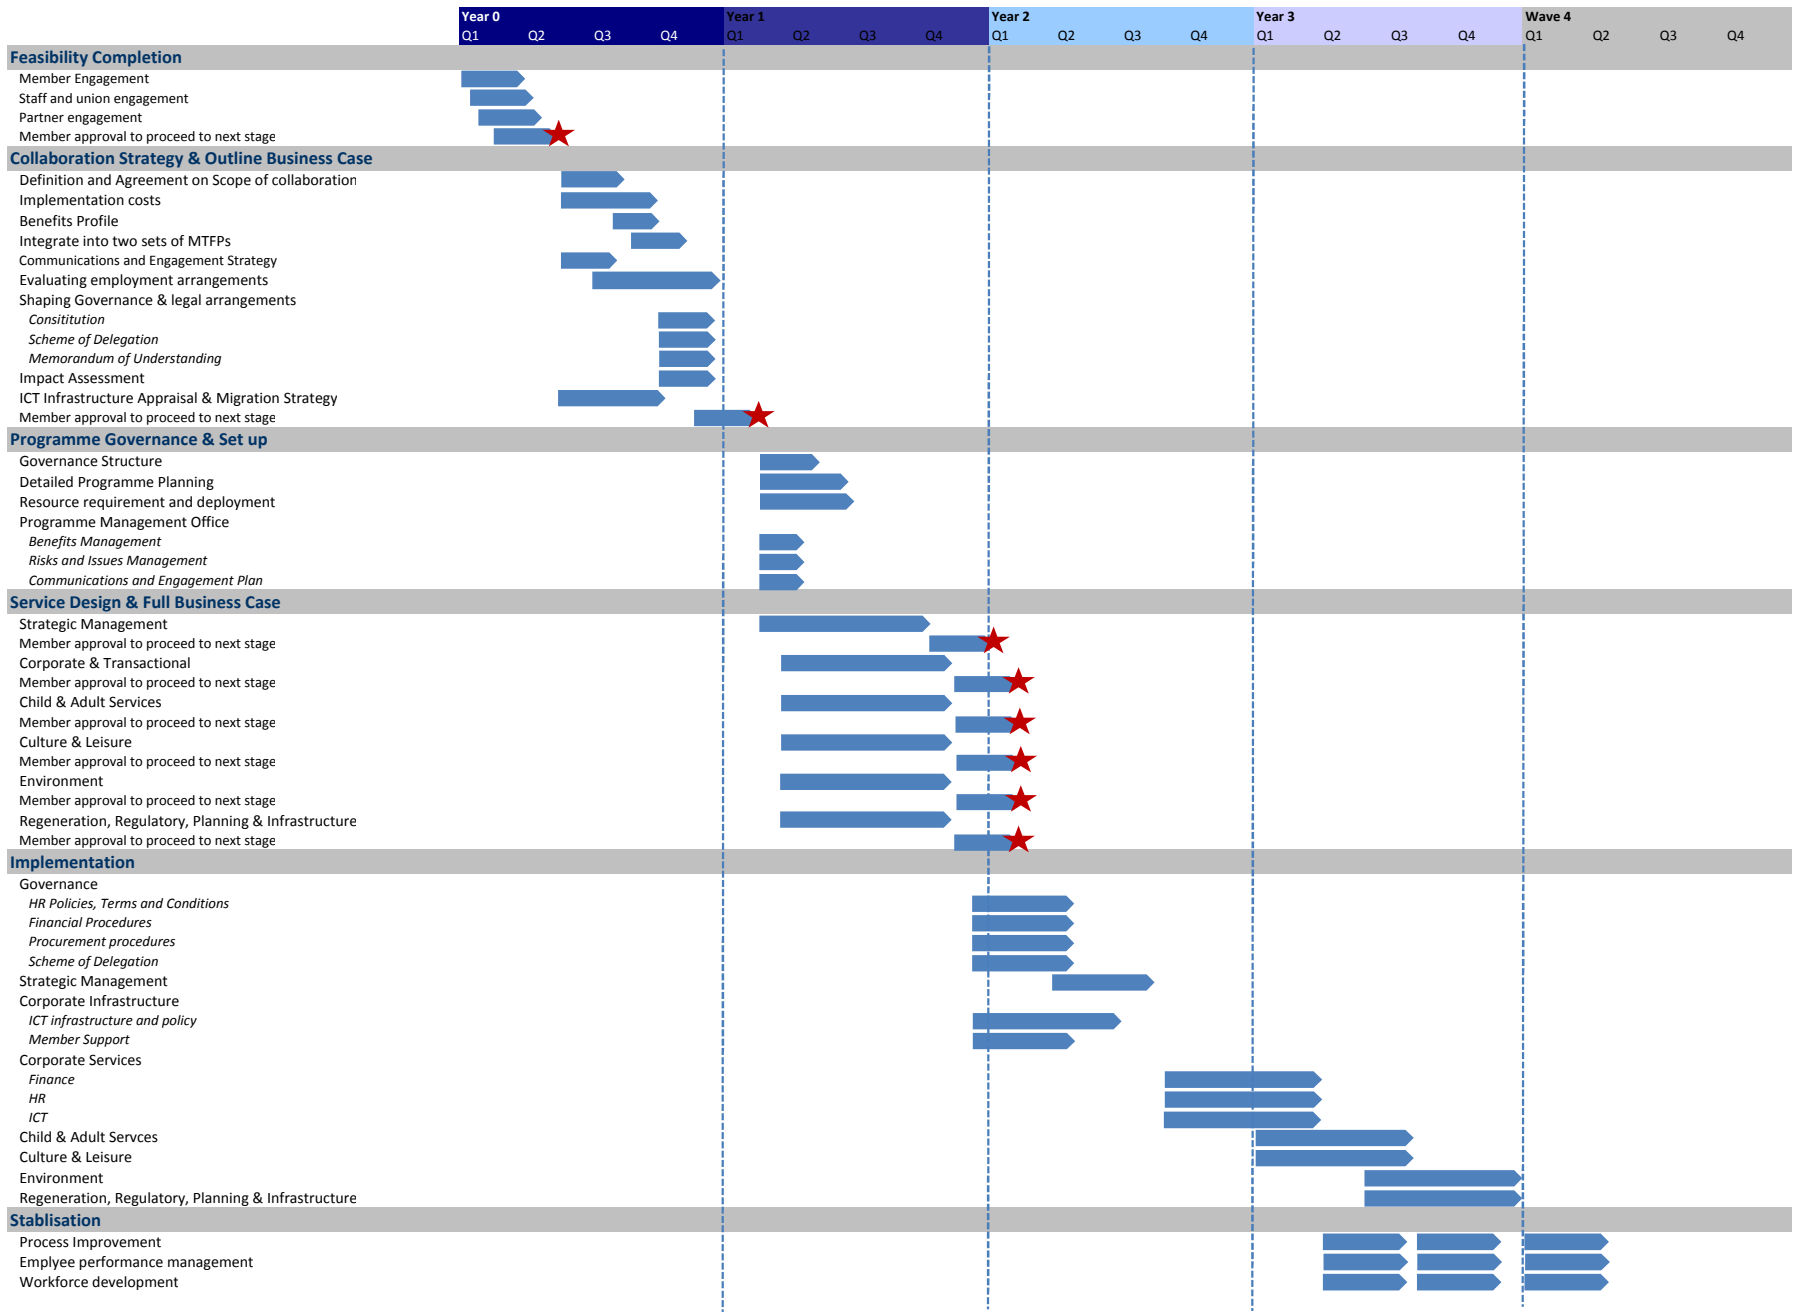 Year 0 Year 1 Year 2 Year 3 Wave 4
Q1 Q2 Q3 Q4 Q1 Q2 Q3 Q4 Q1 Q2 Q3 Q4 Q1 Q2 Q3 Q4 Q1 Q2 Q3 Q4
Feasibility Completion
Member Engagement
Staff and union engagement
Partner engagement
Member approval to proceed to next stage
Collaboration Strategy & Outline Business Case
Definition and Agreement on Scope of collaboration
Implementation costs
Benefits Profile
Integrate into two sets of MTFPs
Communications and Engagement Strategy
Evaluating employment arrangements
Shaping Governance & legal arrangements
Consititution
Scheme of Delegation
Memorandum of Understanding
Impact Assessment
ICT Infrastructure Appraisal & Migration Strategy
Member approval to proceed to next stage
Programme Governance & Set up
Governance Structure
Detailed Programme Planning
Resource requirement and deployment
Programme Management Office
Benefits Management
Risks and Issues Management
Communications and Engagement Plan
Service Design & Full Business Case
Strategic Management
Member approval to proceed to next stage
Corporate & Transactional
Member approval to proceed to next stage
Child & Adult Services
Member approval to proceed to next stage
Culture & Leisure
Member approval to proceed to next stage
Environment
Member approval to proceed to next stage
Regeneration, Regulatory, Planning & Infrastructure
Member approval to proceed to next stage
Implementation
Governance
HR Policies, Terms and Conditions
Financial Procedures
Procurement procedures
Scheme of Delegation
Strategic Management
Corporate Infrastructure
ICT infrastructure and policy
Member Support
Corporate Services
Finance
HR
ICT
Child & Adult Servces
Culture & Leisure
Environment
Regeneration, Regulatory, Planning & Infrastructure
Stablisation
Process Improvement
Emplyee performance management
Workforce development